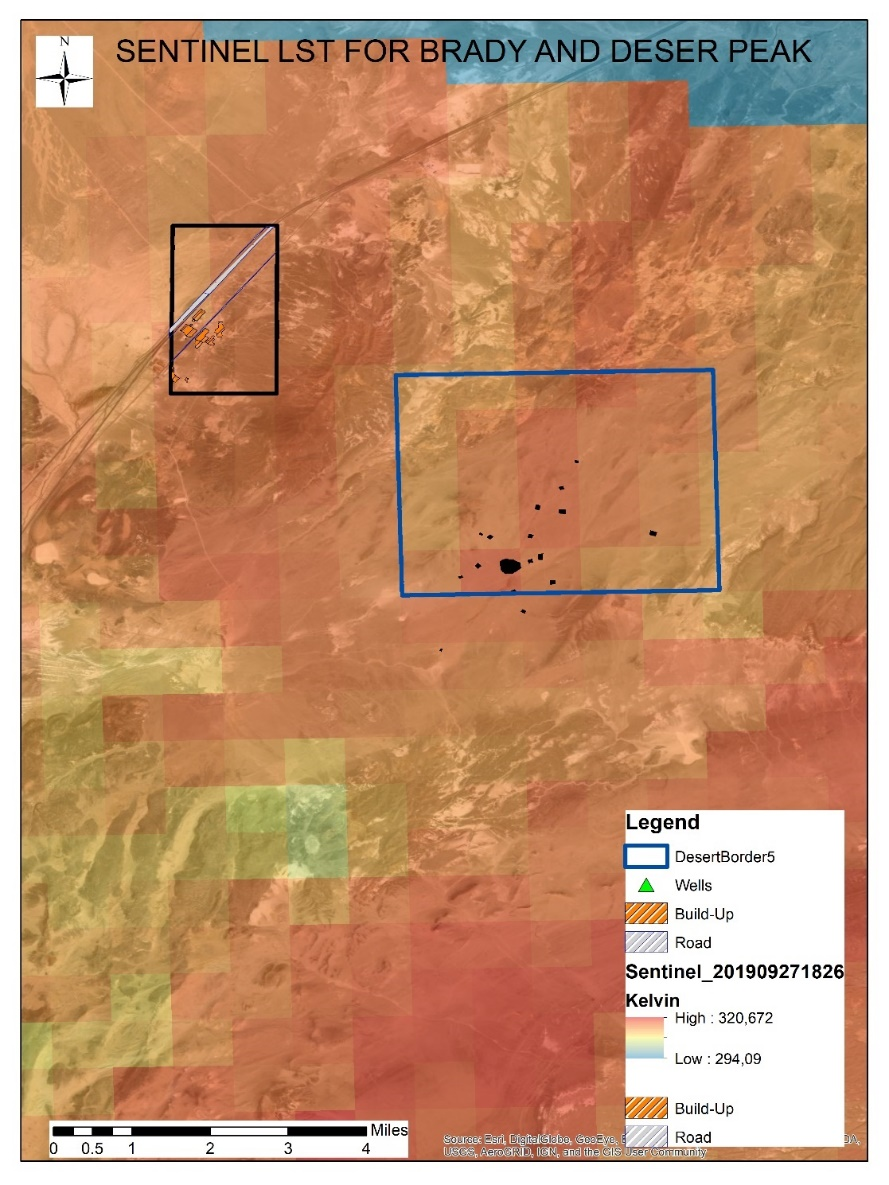 N
SENTINEL LST FOR BRADY AND DESER PEAK
Legend
DesertBorder5
Wells
Build-Up
Road
Sentinel_201909271826
Kelvin
High : 320,672
Low : 294,09
Build-Up
Road
Miles
0 0.5 1 2 3 4
Source: Esri, DigitalGlobe, GeoEye,
USGS, AeroGRID, IGN, and the GIS User Community